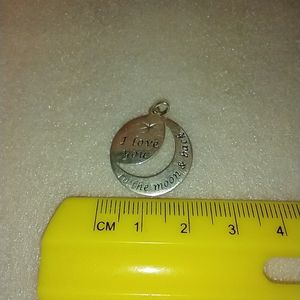 I love
you
to the moon & back
CM 1 2 3 4